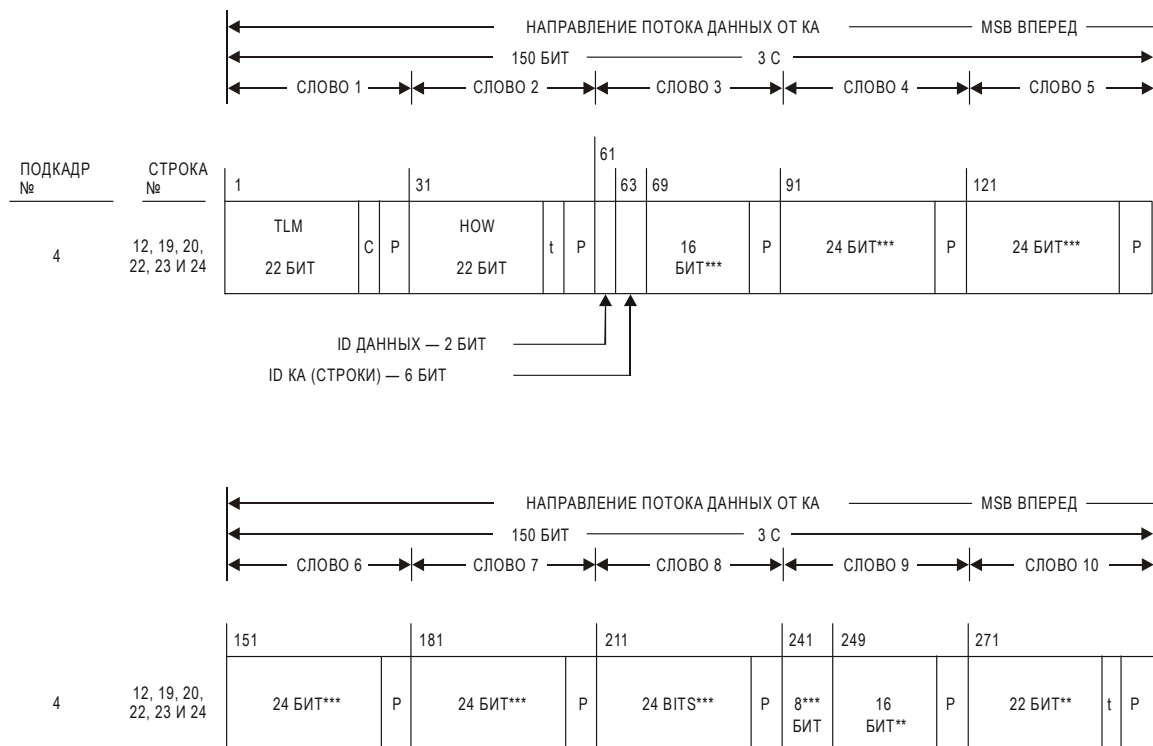 НАПРАВЛЕНИЕ ПОТОКА ДАННЫХ ОТ КА MSB ВПЕРЕД
150 БИТ 3 С
СЛОВО 1 СЛОВО 2 СЛОВО 3 СЛОВО 4 СЛОВО 5
ПОДКАДР №
СТРОКА №
1 31 61 63 69 91 121
4
12, 19, 20,
22, 23 И 24
TLM
22 БИТ
C
P
HOW
22 БИТ
t
P
16
БИТ***
P
24 БИТ***
P
24 БИТ***
P
ID ДАННЫХ — 2 БИТ
ID КА (СТРОКИ) — 6 БИТ
НАПРАВЛЕНИЕ ПОТОКА ДАННЫХ ОТ КА MSB ВПЕРЕД
150 БИТ 3 С
СЛОВО 6 СЛОВО 7 СЛОВО 8 СЛОВО 9 СЛОВО 10
151 181 211 241 249 271
4
12, 19, 20,
22, 23 И 24
24 БИТ***
P
24 БИТ***
P
24 BITS***
P
8***
БИТ
16
БИТ**
P
22 БИТ**
t
P